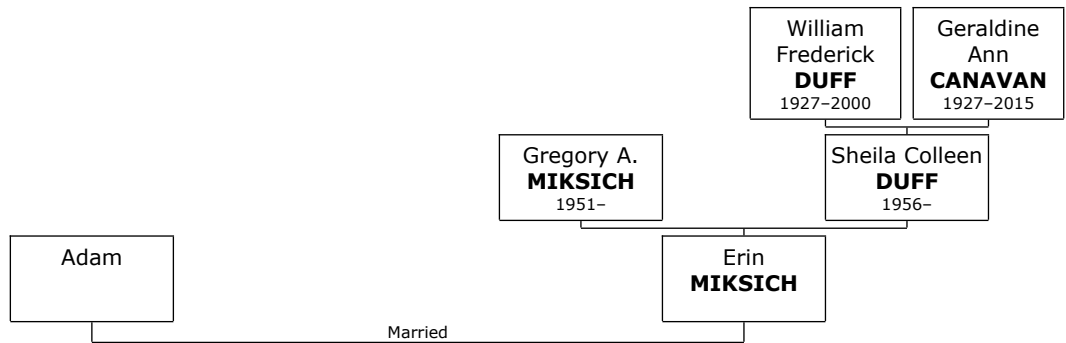 William
Frederick
DUFF
1927–2000
Geraldine
Ann
CANAVAN
1927–2015
Gregory A.
MIKSICH
1951–
Sheila Colleen
DUFF
1956–
Adam
Erin
MIKSICH
Married